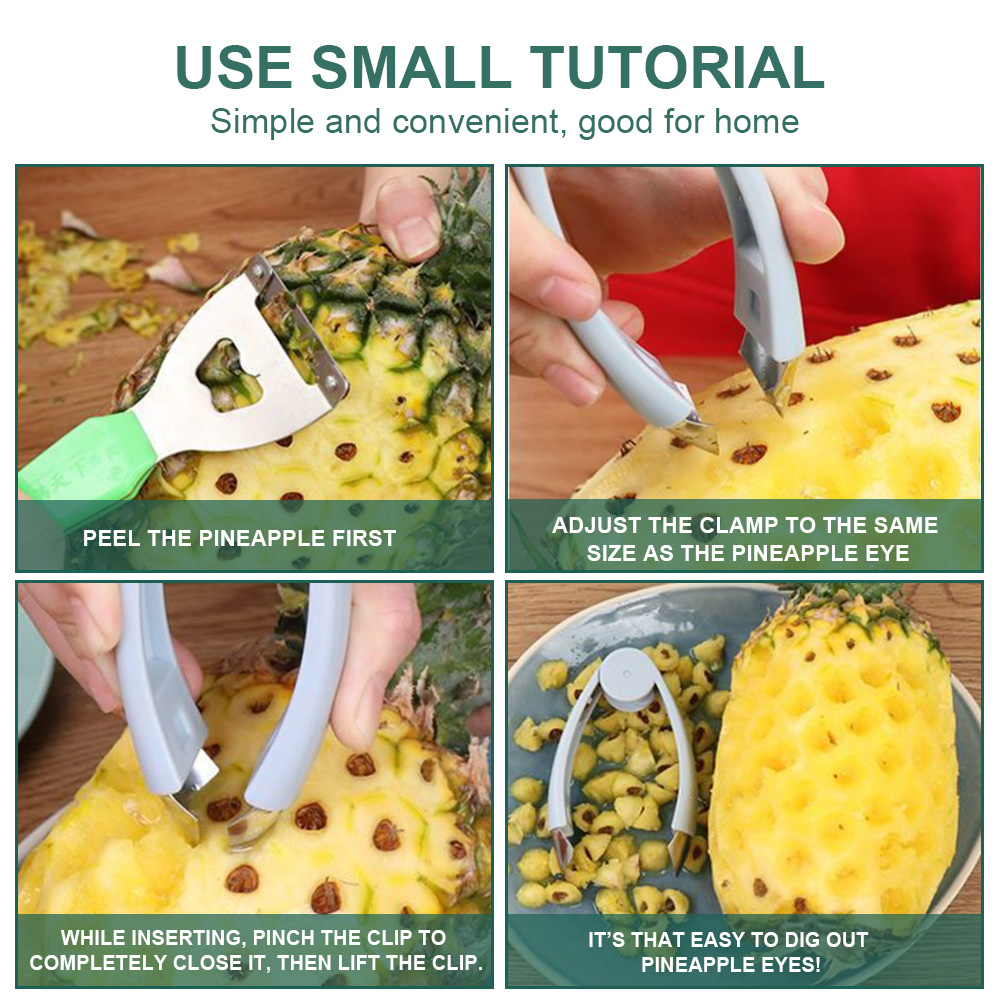 USE SMALL TUTORIAL
Simple and convenient, good for home
PEEL THE PINEAPPLE FIRST
ADJUST THE CLAMP TO THE SAME
SIZE AS THE PINEAPPLE EYE
WHILE INSERTING, PINCH THE CLIP TO
COMPLETELY CLOSE IT, THEN LIFT THE CLIP.
IT’S THAT EASY TO DIG OUT
PINEAPPLE EYES!